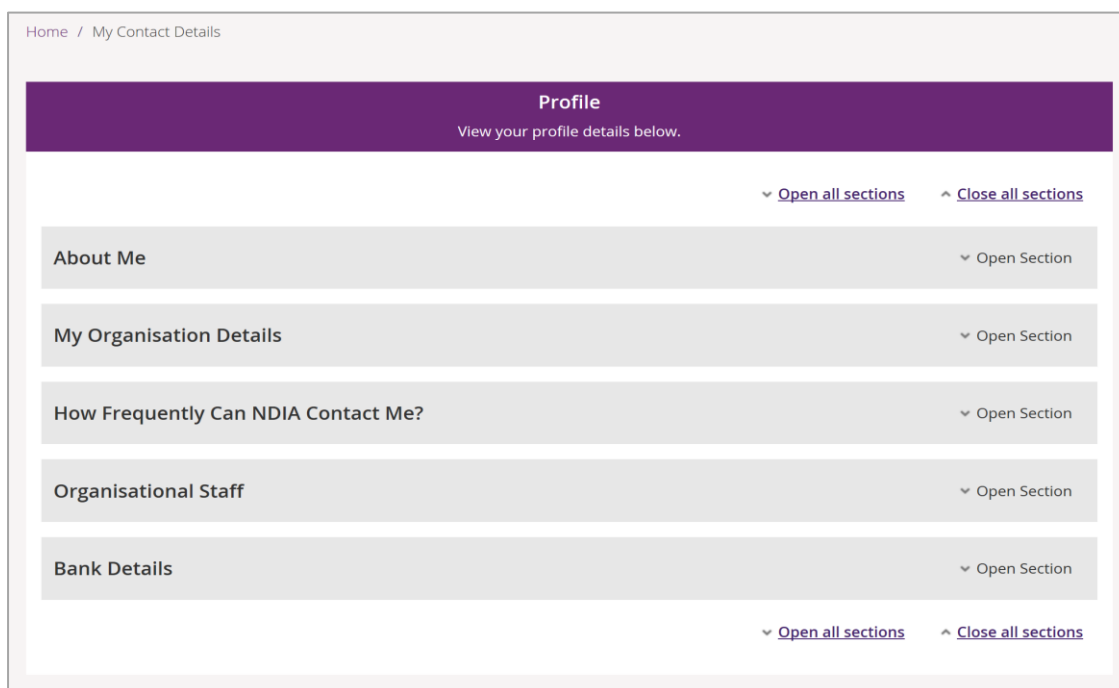 Home / My Contact Details
Profile
View your profile details below.
Open all sections Close all sections
About Me Open Section
My Organisation Details Open Section
How Frequently Can NDIA Contact Me? Open Section
Organisational Staff Open Section
Bank Details Open Section
Open all sections Close all sections